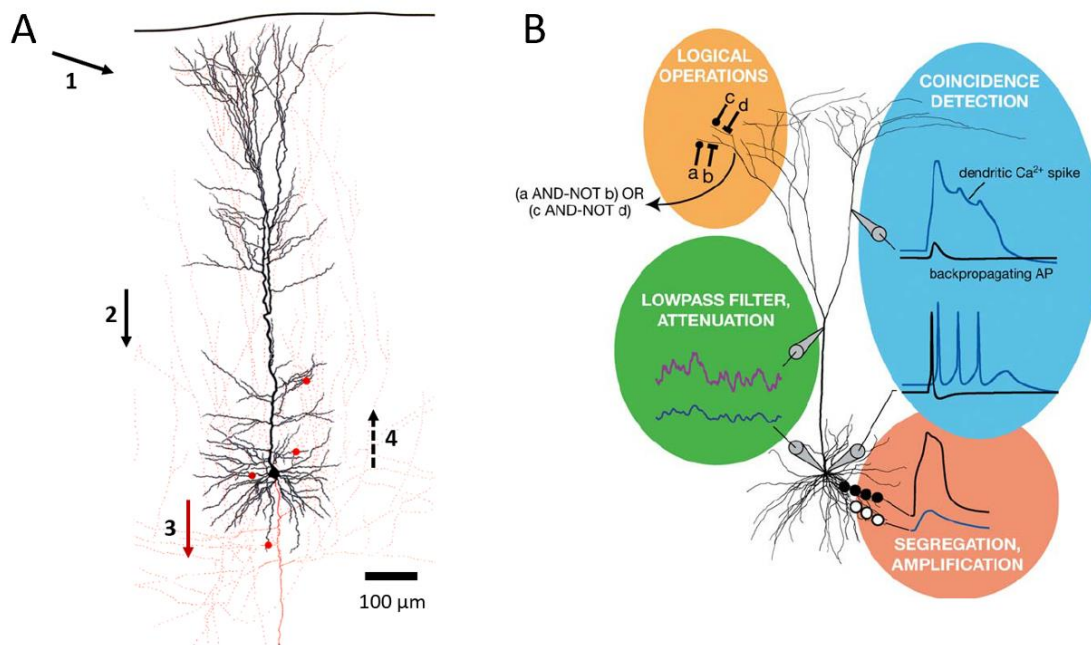 A
1
2
3
4
100 µm
B
LOGICAL
OPERATIONS
c
d
a
b
(a AND-NOT b) OR
(c AND-NOT d)
COINCIDENCE
DETECTION
dendritic Ca²⁺ spike
backpropagating AP
LOWPASS FILTER,
ATTENUATION
SEGREGATION,
AMPLIFICATION